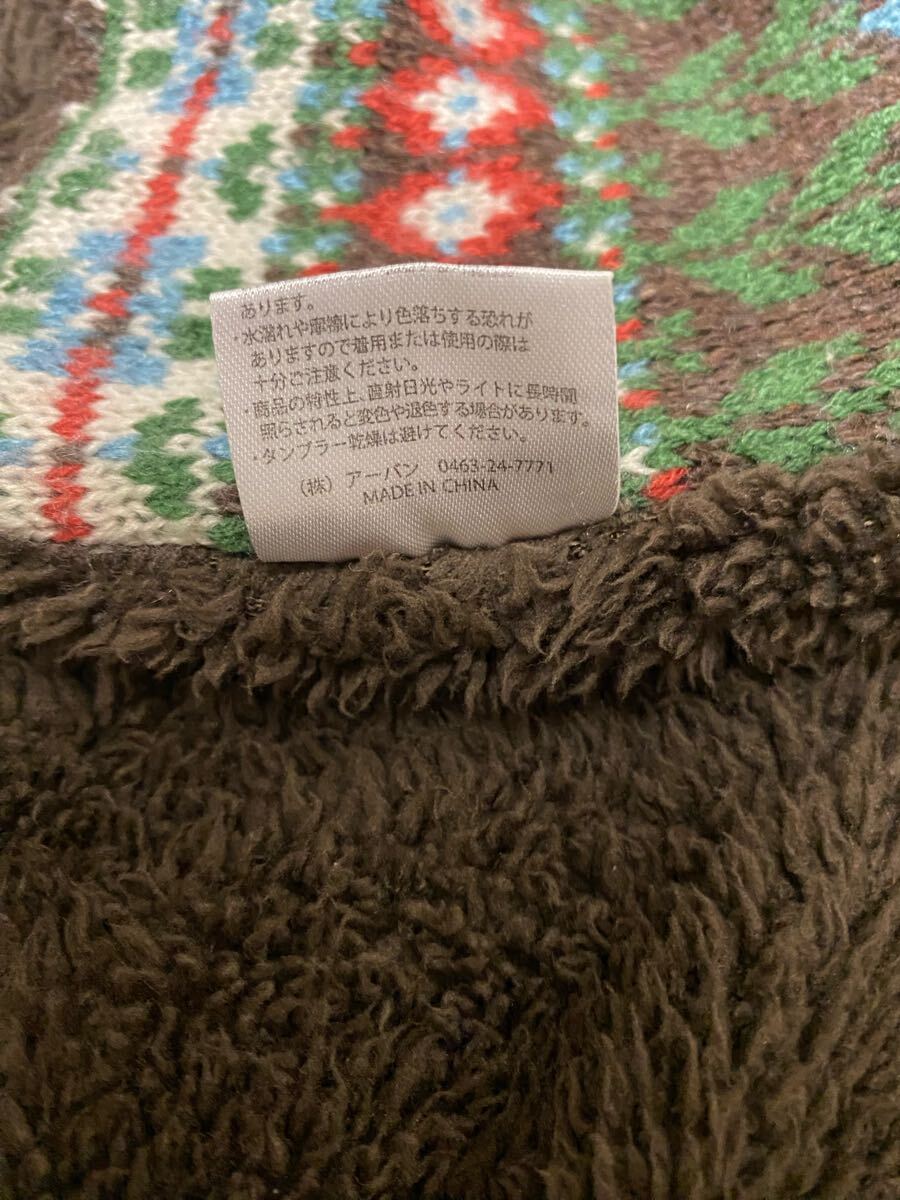 あります。
・水濡れや摩擦により色落ちする恐れが
ありますので着用または使用の際は
十分ご注意ください。
・商品の特性上、直射日光やライトに長時間
照らされると変色や退色する場合があります。
・タンブラー乾燥は避けてください。
(株) アーバン 0463-24-7771
MADE IN CHINA